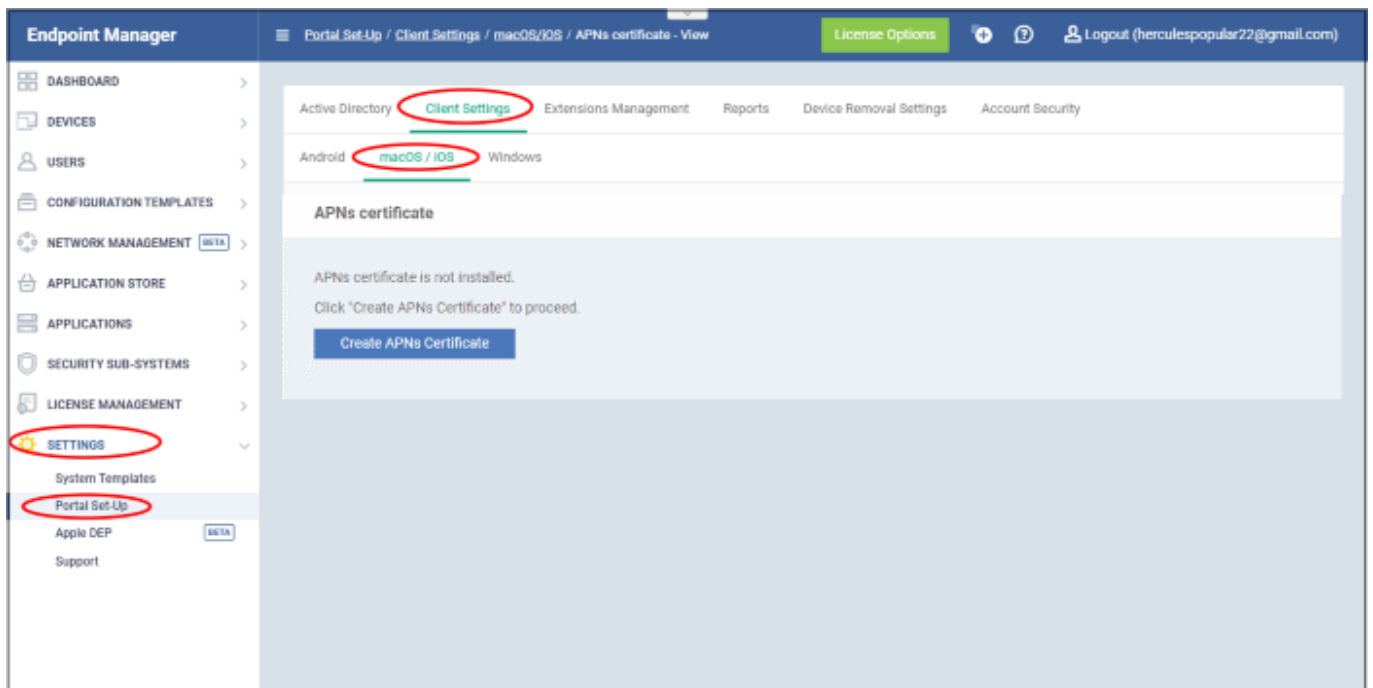 Endpoint Manager
Portal Set-Up / Client Settings / macOS/iOS / APNs certificate - View
License Options
Logout (herculespopular22@gmail.com)
DASHBOARD
DEVICES
USERS
CONFIGURATION TEMPLATES
NETWORK MANAGEMENT BETA
APPLICATION STORE
APPLICATIONS
SECURITY SUB-SYSTEMS
LICENSE MANAGEMENT
SETTINGS
System Templates
Portal Set-Up
Apple DEP BETA
Support
Active Directory Client Settings Extensions Management Reports Device Removal Settings Account Security
Android macOS / iOS Windows
APNs certificate
APNs certificate is not installed.
Click "Create APNs Certificate" to proceed.
Create APNs Certificate